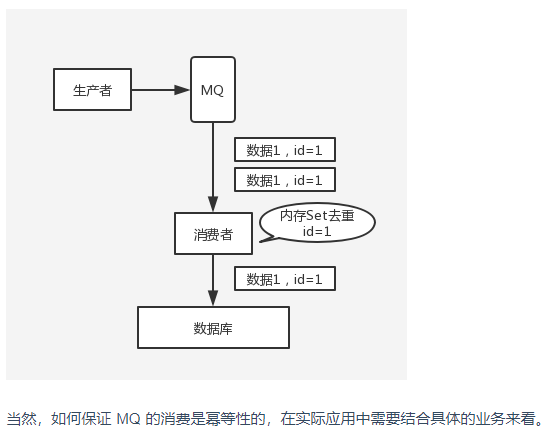 生产者
MQ
数据1，id=1
数据1，id=1
内存Set去重
id=1
消费者
数据1，id=1
数据库
当然，如何保证 MQ 的消费是幂等性的，在实际应用中需要结合具体的业务来看。